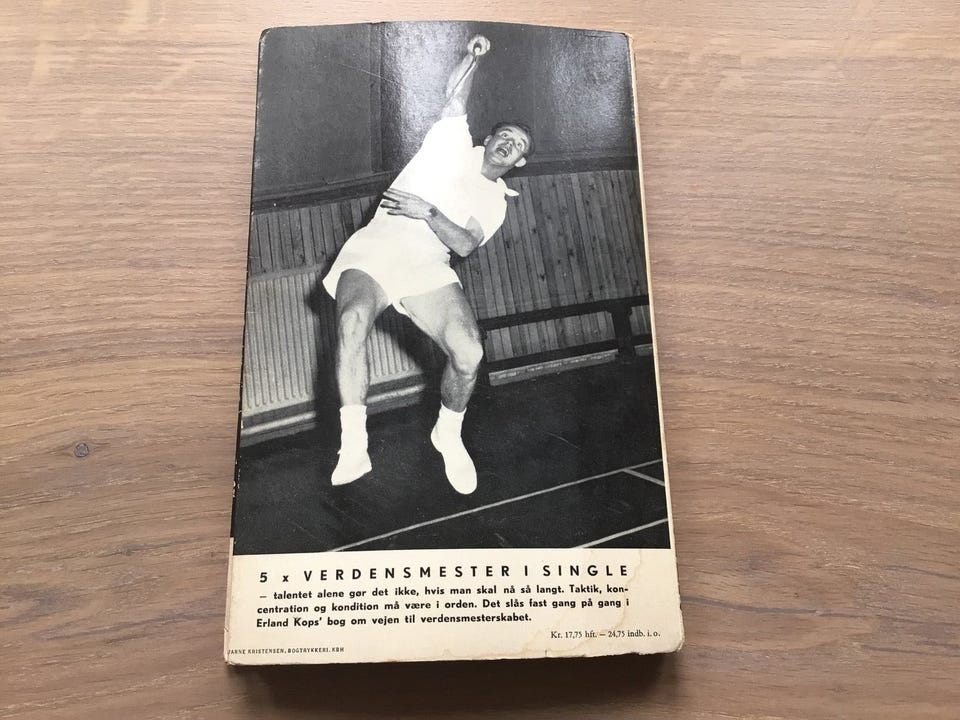 5 x VERDENSMESTER I SINGLE
– talentet alene gør det ikke, hvis man skal nå så langt. Taktik, kon-
centration og kondition må være i orden. Det slås fast gang på gang i
Erland Kops' bog om vejen til verdensmesterskabet.
Kr. 17,75 hft. – 24,75 indb. i. o.
KRISTENSEN, BOGTRYKKERI, KBH